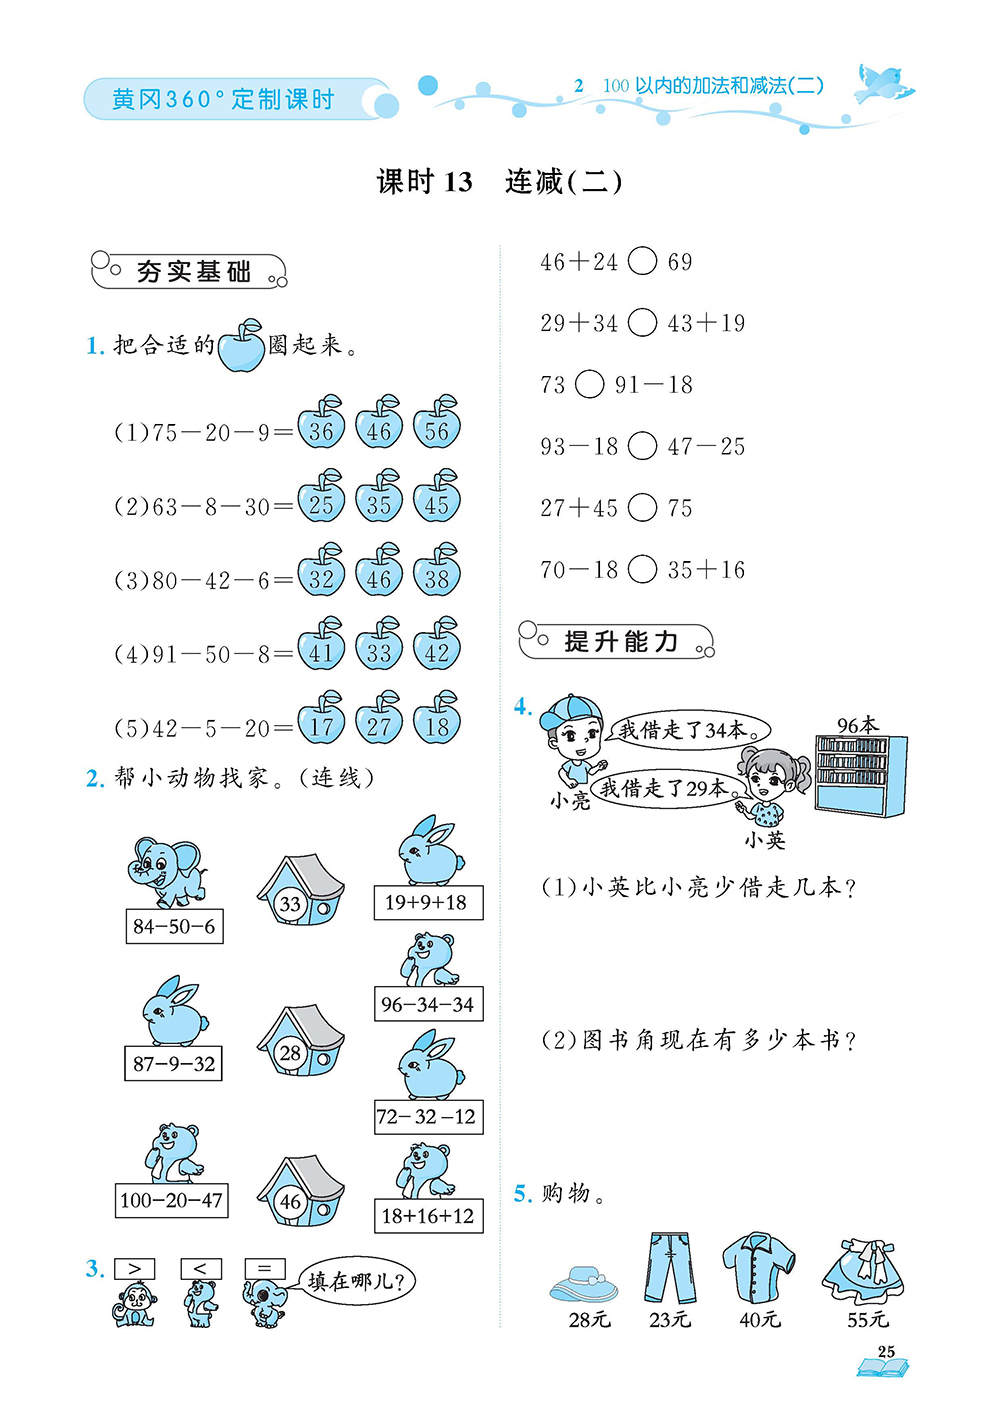 黄冈360°定制课时
2 100以内的加法和减法(二)
课时13 连减(二)
夯实基础
1. 把合适的 圈起来。
(1)75－20－9＝ 36 46 56
(2)63－8－30＝ 25 35 45
(3)80－42－6＝ 32 46 38
(4)91－50－8＝ 41 33 42
(5)42－5－20＝ 17 27 18
2. 帮小动物找家。(连线)
84−50−6
33
19+9+18
96−34−34
87−9−32
28
72−32−12
100−20−47
46
18+16+12
3. > < =
填在哪儿?
46＋24○69
29＋34○43＋19
73○91－18
93－18○47－25
27＋45○75
70－18○35＋16
提升能力
4.
我借走了34本。
96本
小亮
我借走了29本。
小英
(1)小英比小亮少借走几本?
(2)图书角现在有多少本书?
5. 购物。
28元 23元 40元 55元
25